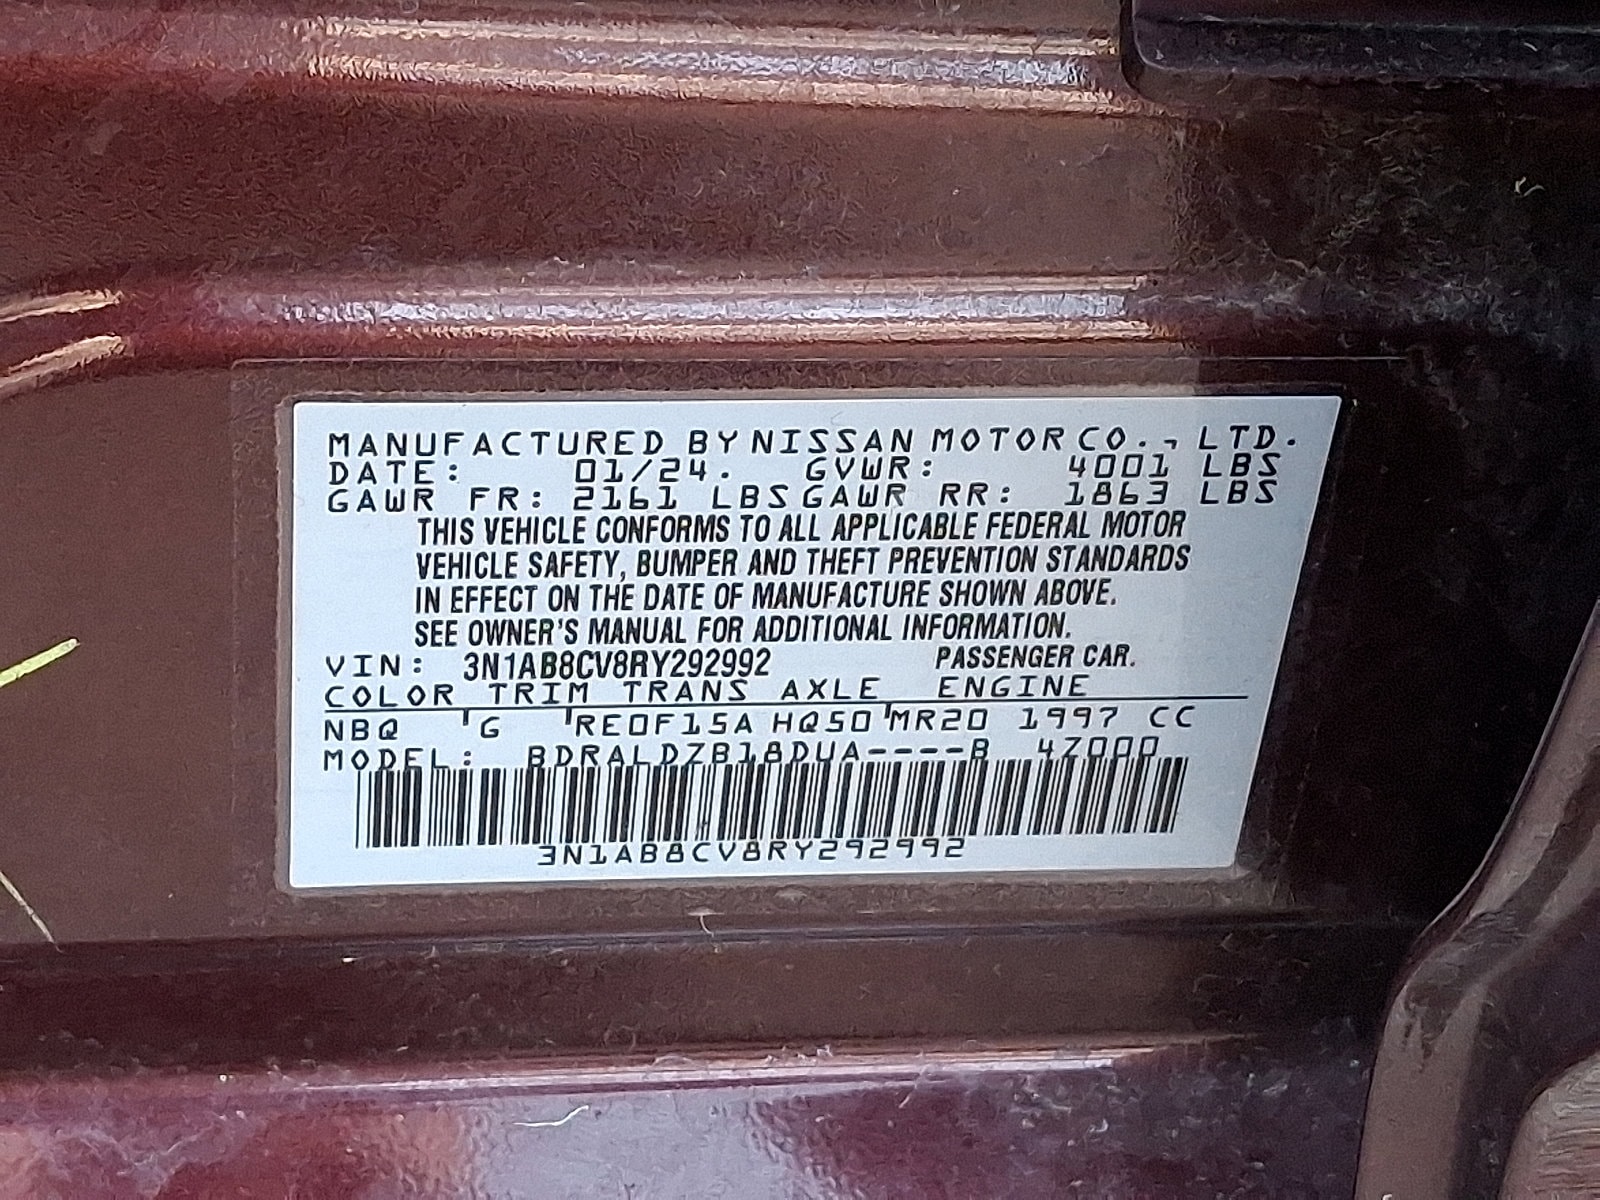 MANUFACTURED BY NISSAN MOTOR CO., LTD.
DATE: 01/24. GVWR: 4001 LBS
GAWR FR: 2161 LBS GAWR RR: 1863 LBS
THIS VEHICLE CONFORMS TO ALL APPLICABLE FEDERAL MOTOR
VEHICLE SAFETY, BUMPER AND THEFT PREVENTION STANDARDS
IN EFFECT ON THE DATE OF MANUFACTURE SHOWN ABOVE.
SEE OWNER'S MANUAL FOR ADDITIONAL INFORMATION.
VIN: 3N1AB8CV8RY292992 PASSENGER CAR.
COLOR TRIM TRANS AXLE ENGINE
NBQ G RE0F15A HQ50 MR20 1997 CC
MODEL: BDRALDZB18DUA----B 4Z000
3N1AB8CV8RY292992